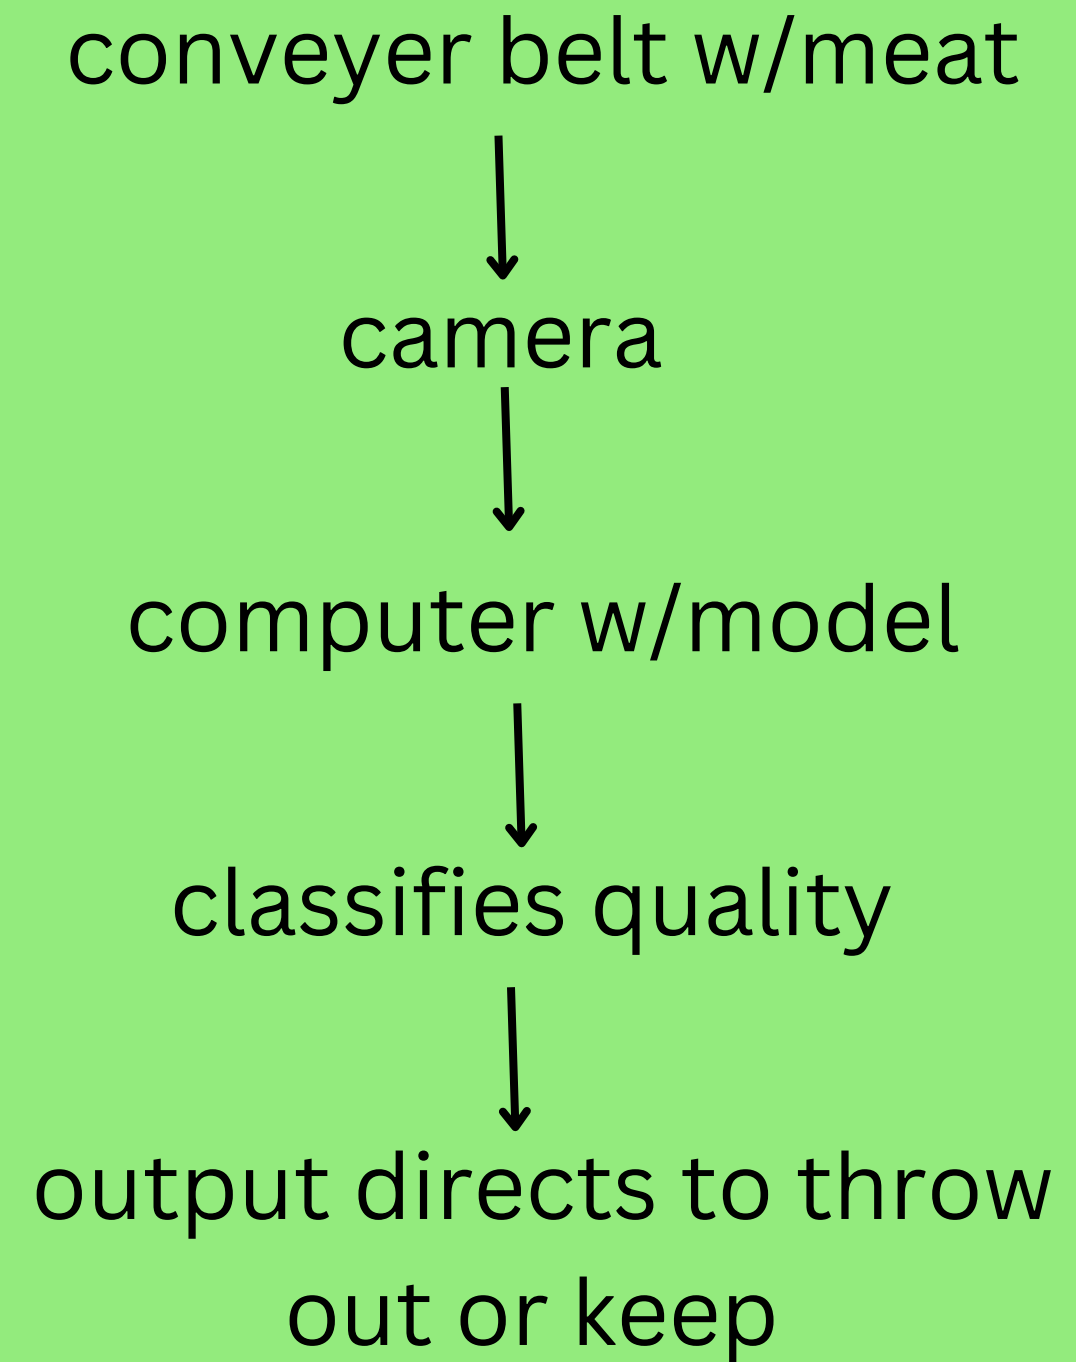 conveyer belt w/meat
camera
computer w/model
classifies quality
output directs to throw
out or keep